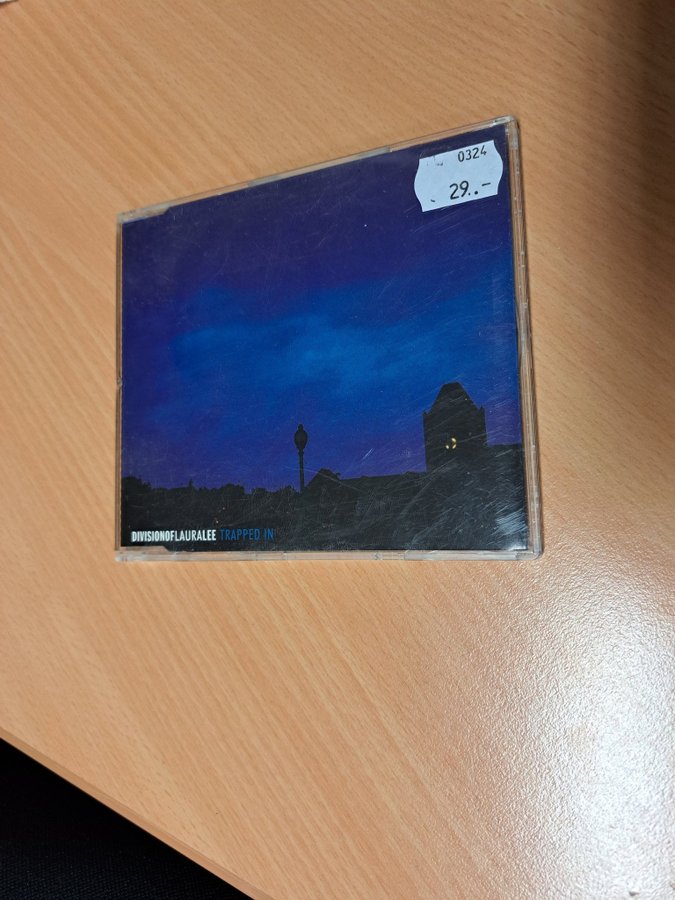 0324
29..-
DIVISIONOFLAURALEE TRAPPED IN